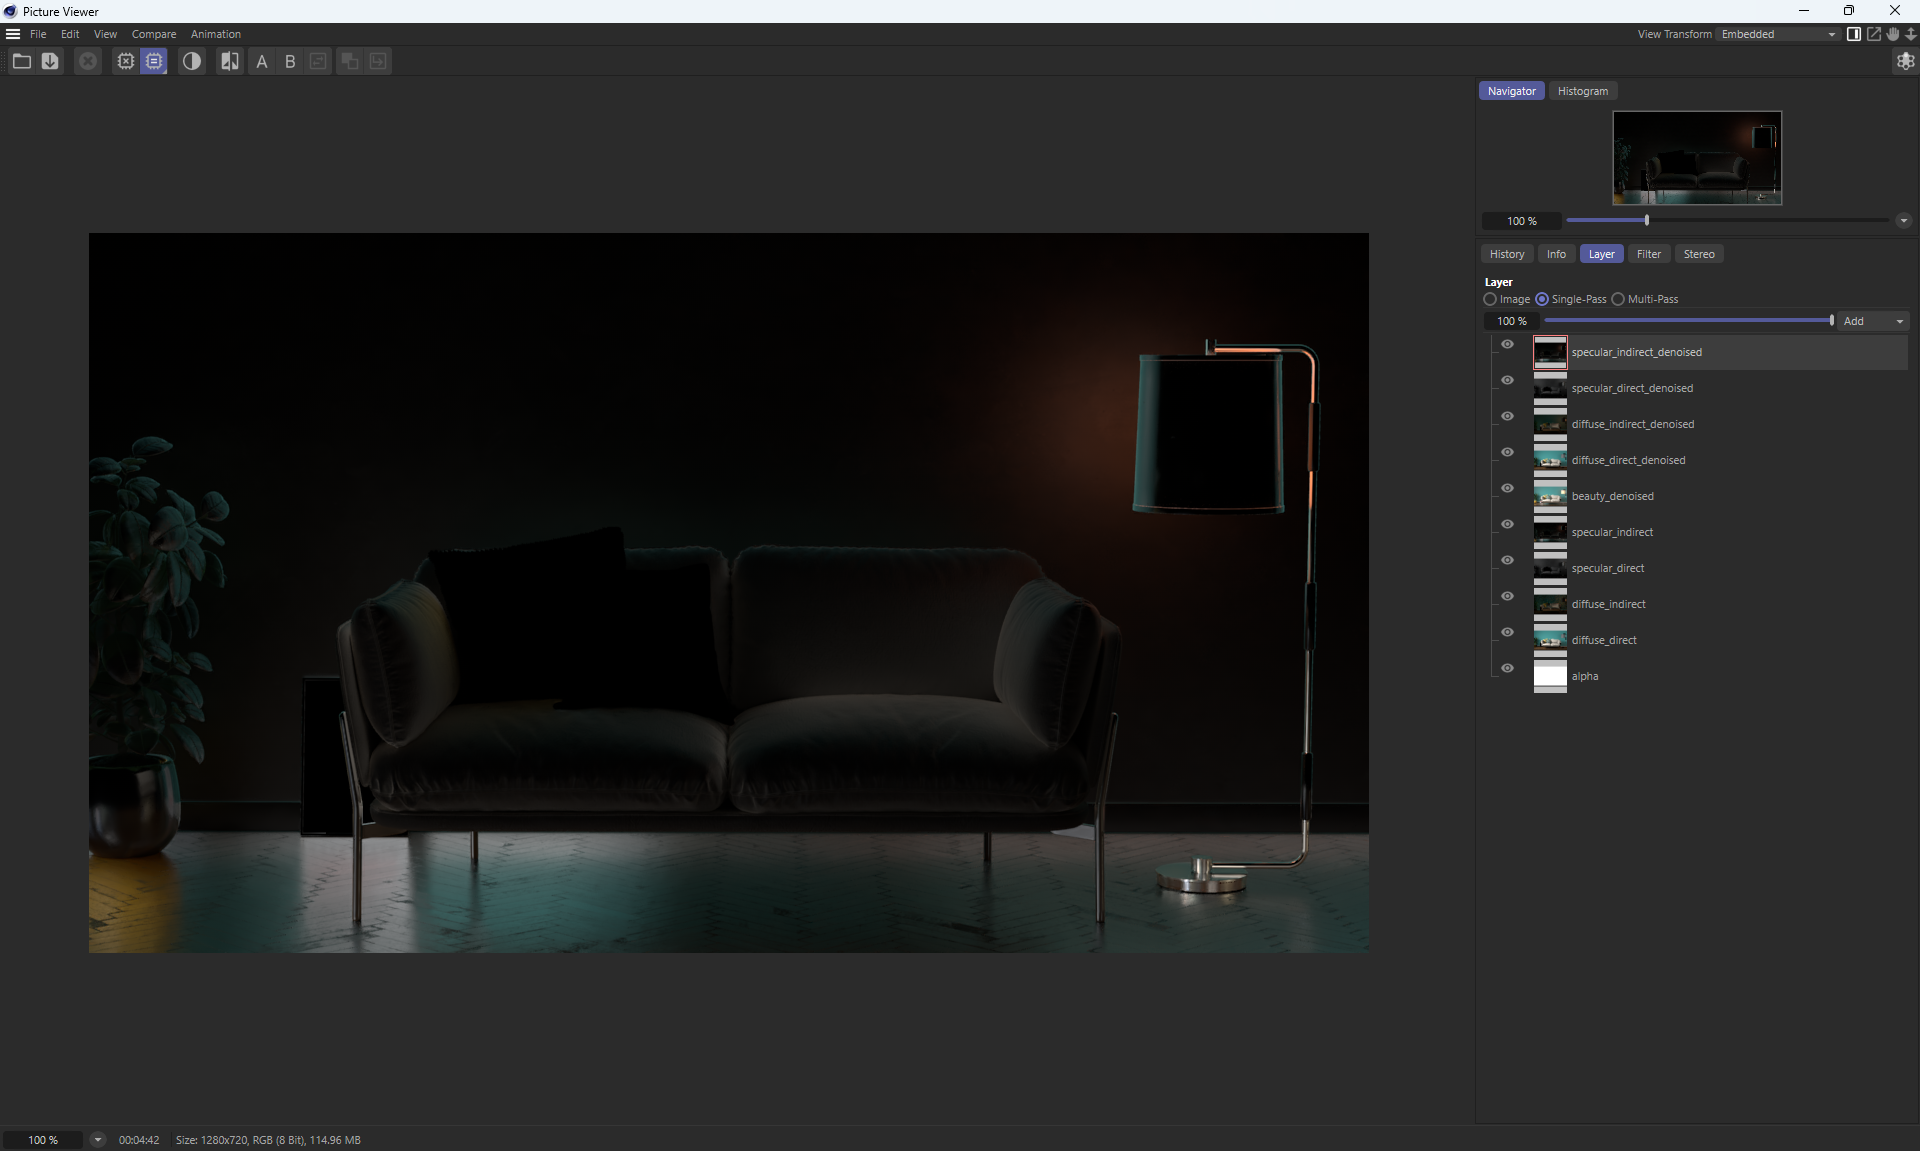 Picture Viewer
File Edit View Compare Animation
View Transform Embedded
A B
Navigator Histogram
100 %
History Info Layer Filter Stereo
Layer
Image Single-Pass Multi-Pass
100 % Add
specular_indirect_denoised
specular_direct_denoised
diffuse_indirect_denoised
diffuse_direct_denoised
beauty_denoised
specular_indirect
specular_direct
diffuse_indirect
diffuse_direct
alpha
100 % 00:04:42 Size: 1280x720, RGB (8 Bit), 114.96 MB